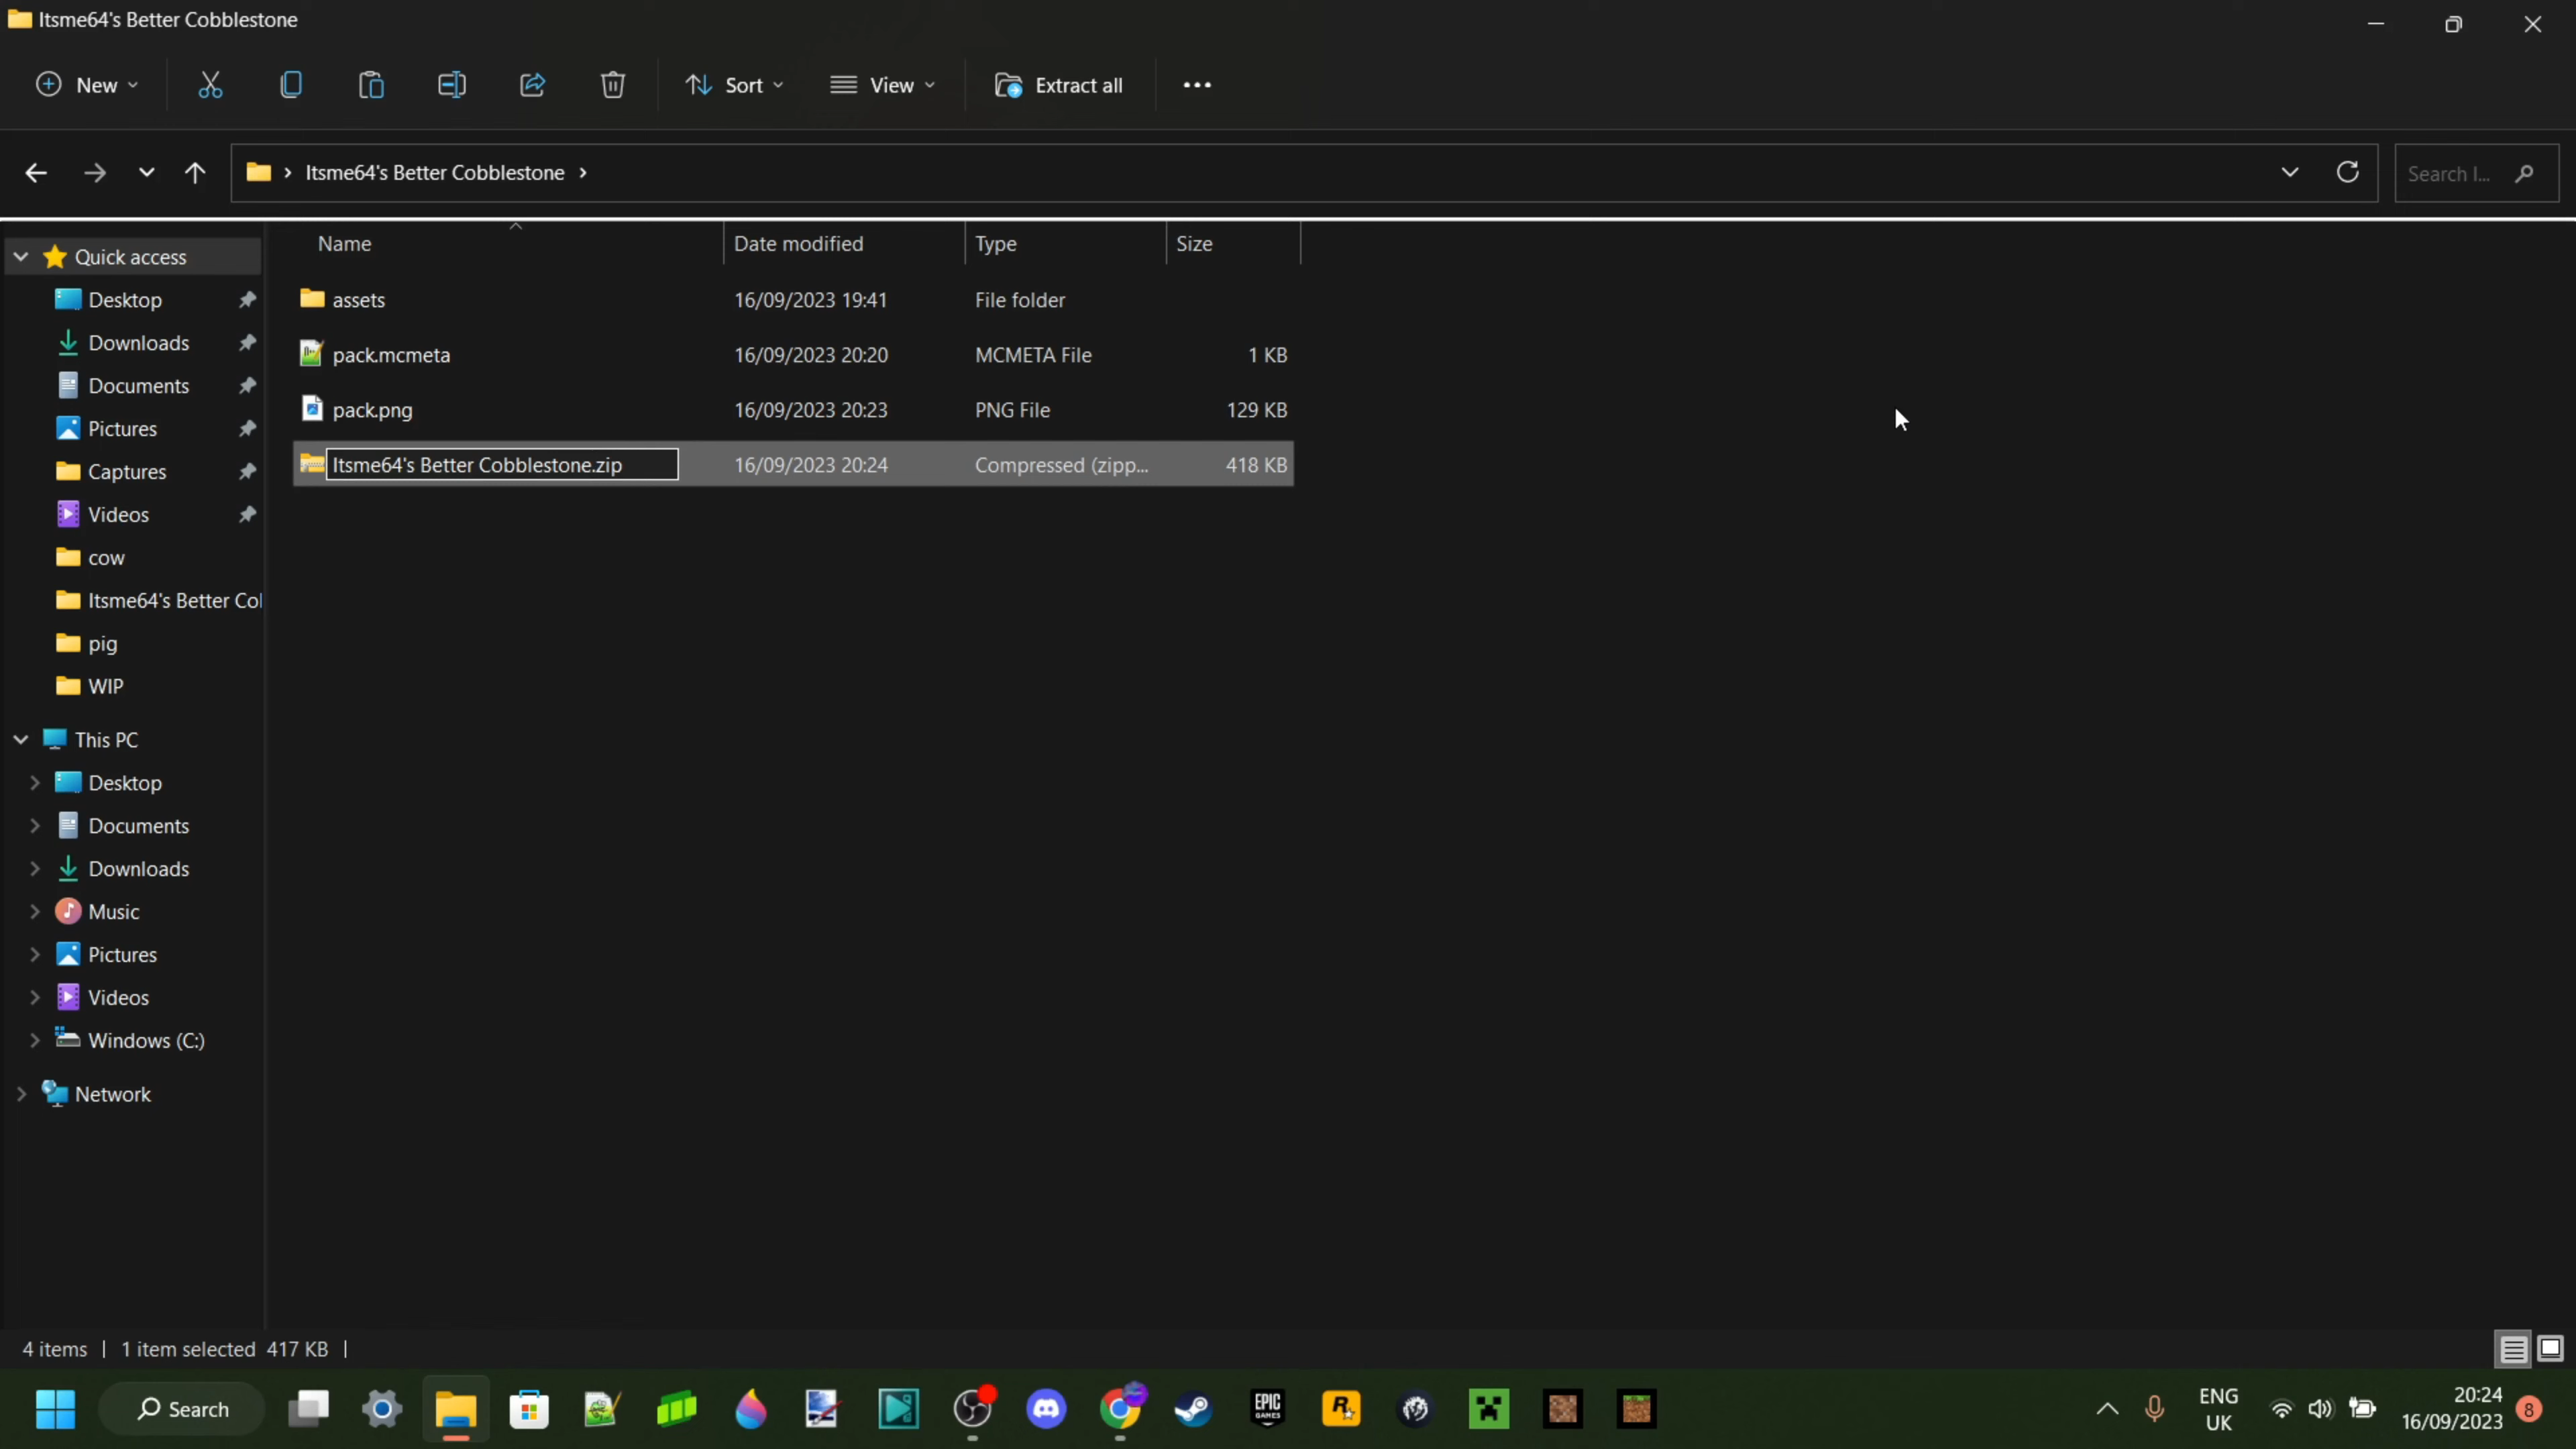 Itsme64's Better Cobblestone
New
Sort
View
Extract all
Itsme64's Better Cobblestone
Search I...
Name
Date modified
Type
Size
Quick access
Desktop
Downloads
Documents
Pictures
Captures
Videos
cow
Itsme64's Better Col
pig
WIP
This PC
Desktop
Documents
Downloads
Music
Pictures
Videos
Windows (C:)
Network
assets 16/09/2023 19:41 File folder
pack.mcmeta 16/09/2023 20:20 MCMETA File 1 KB
pack.png 16/09/2023 20:23 PNG File 129 KB
Itsme64's Better Cobblestone.zip 16/09/2023 20:24 Compressed (zipp... 418 KB
4 items | 1 item selected 417 KB |
Search
EPIC
GAMES
R
ENG
UK
20:24
16/09/2023
8